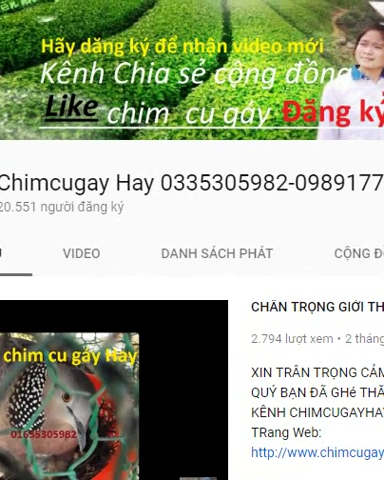 Hãy đăng ký để nhận video mới
Kênh Chia sẻ cộng đồng
Like chim cu gáy Đăng ký
Chimcugay Hay 0335305982-0989177
20.551 người đăng ký
U VIDEO DANH SÁCH PHÁT CỘNG Đ
CHÂN TRỌNG GIỚI TH
2.794 lượt xem • 2 tháng
chim cu gáy Hay
01655305982
XIN TRÂN TRỌNG CẢM
QUÝ BẠN ĐÃ GHé THĂ
KÊNH CHIMCUGAYHAY
TRang Web:
http://www.chimcugay